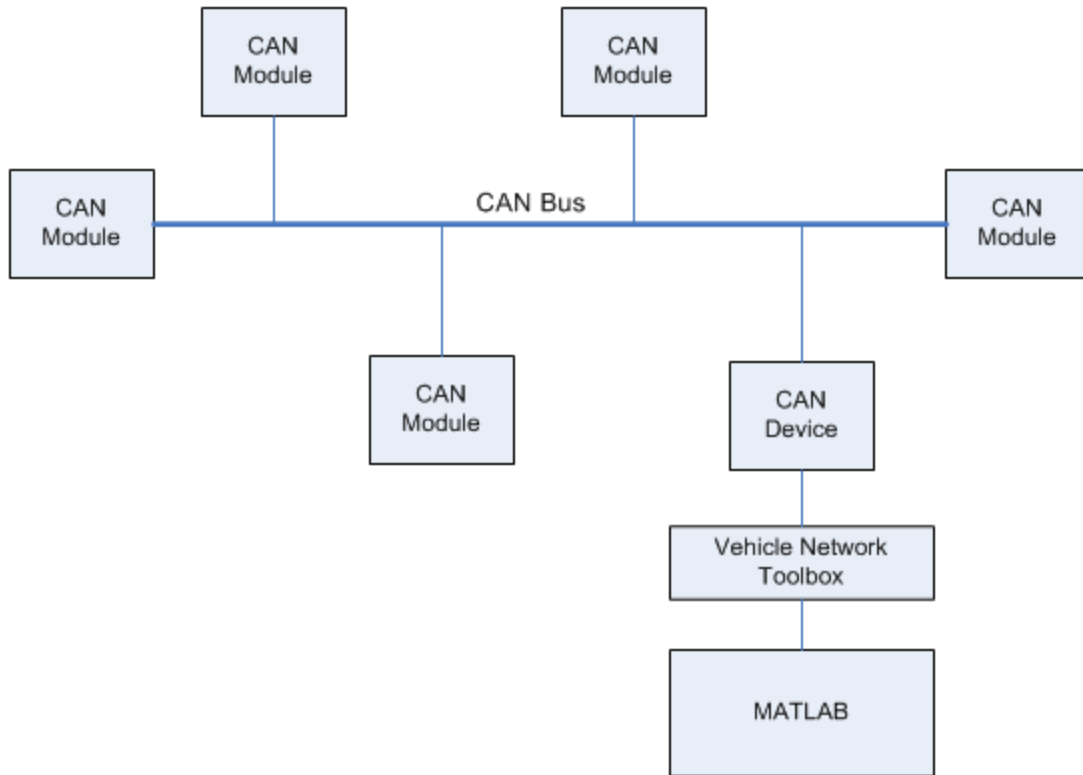 CAN
Module
CAN
Module
CAN
Module
CAN Bus
CAN
Module
CAN
Module
CAN
Device
Vehicle Network
Toolbox
MATLAB